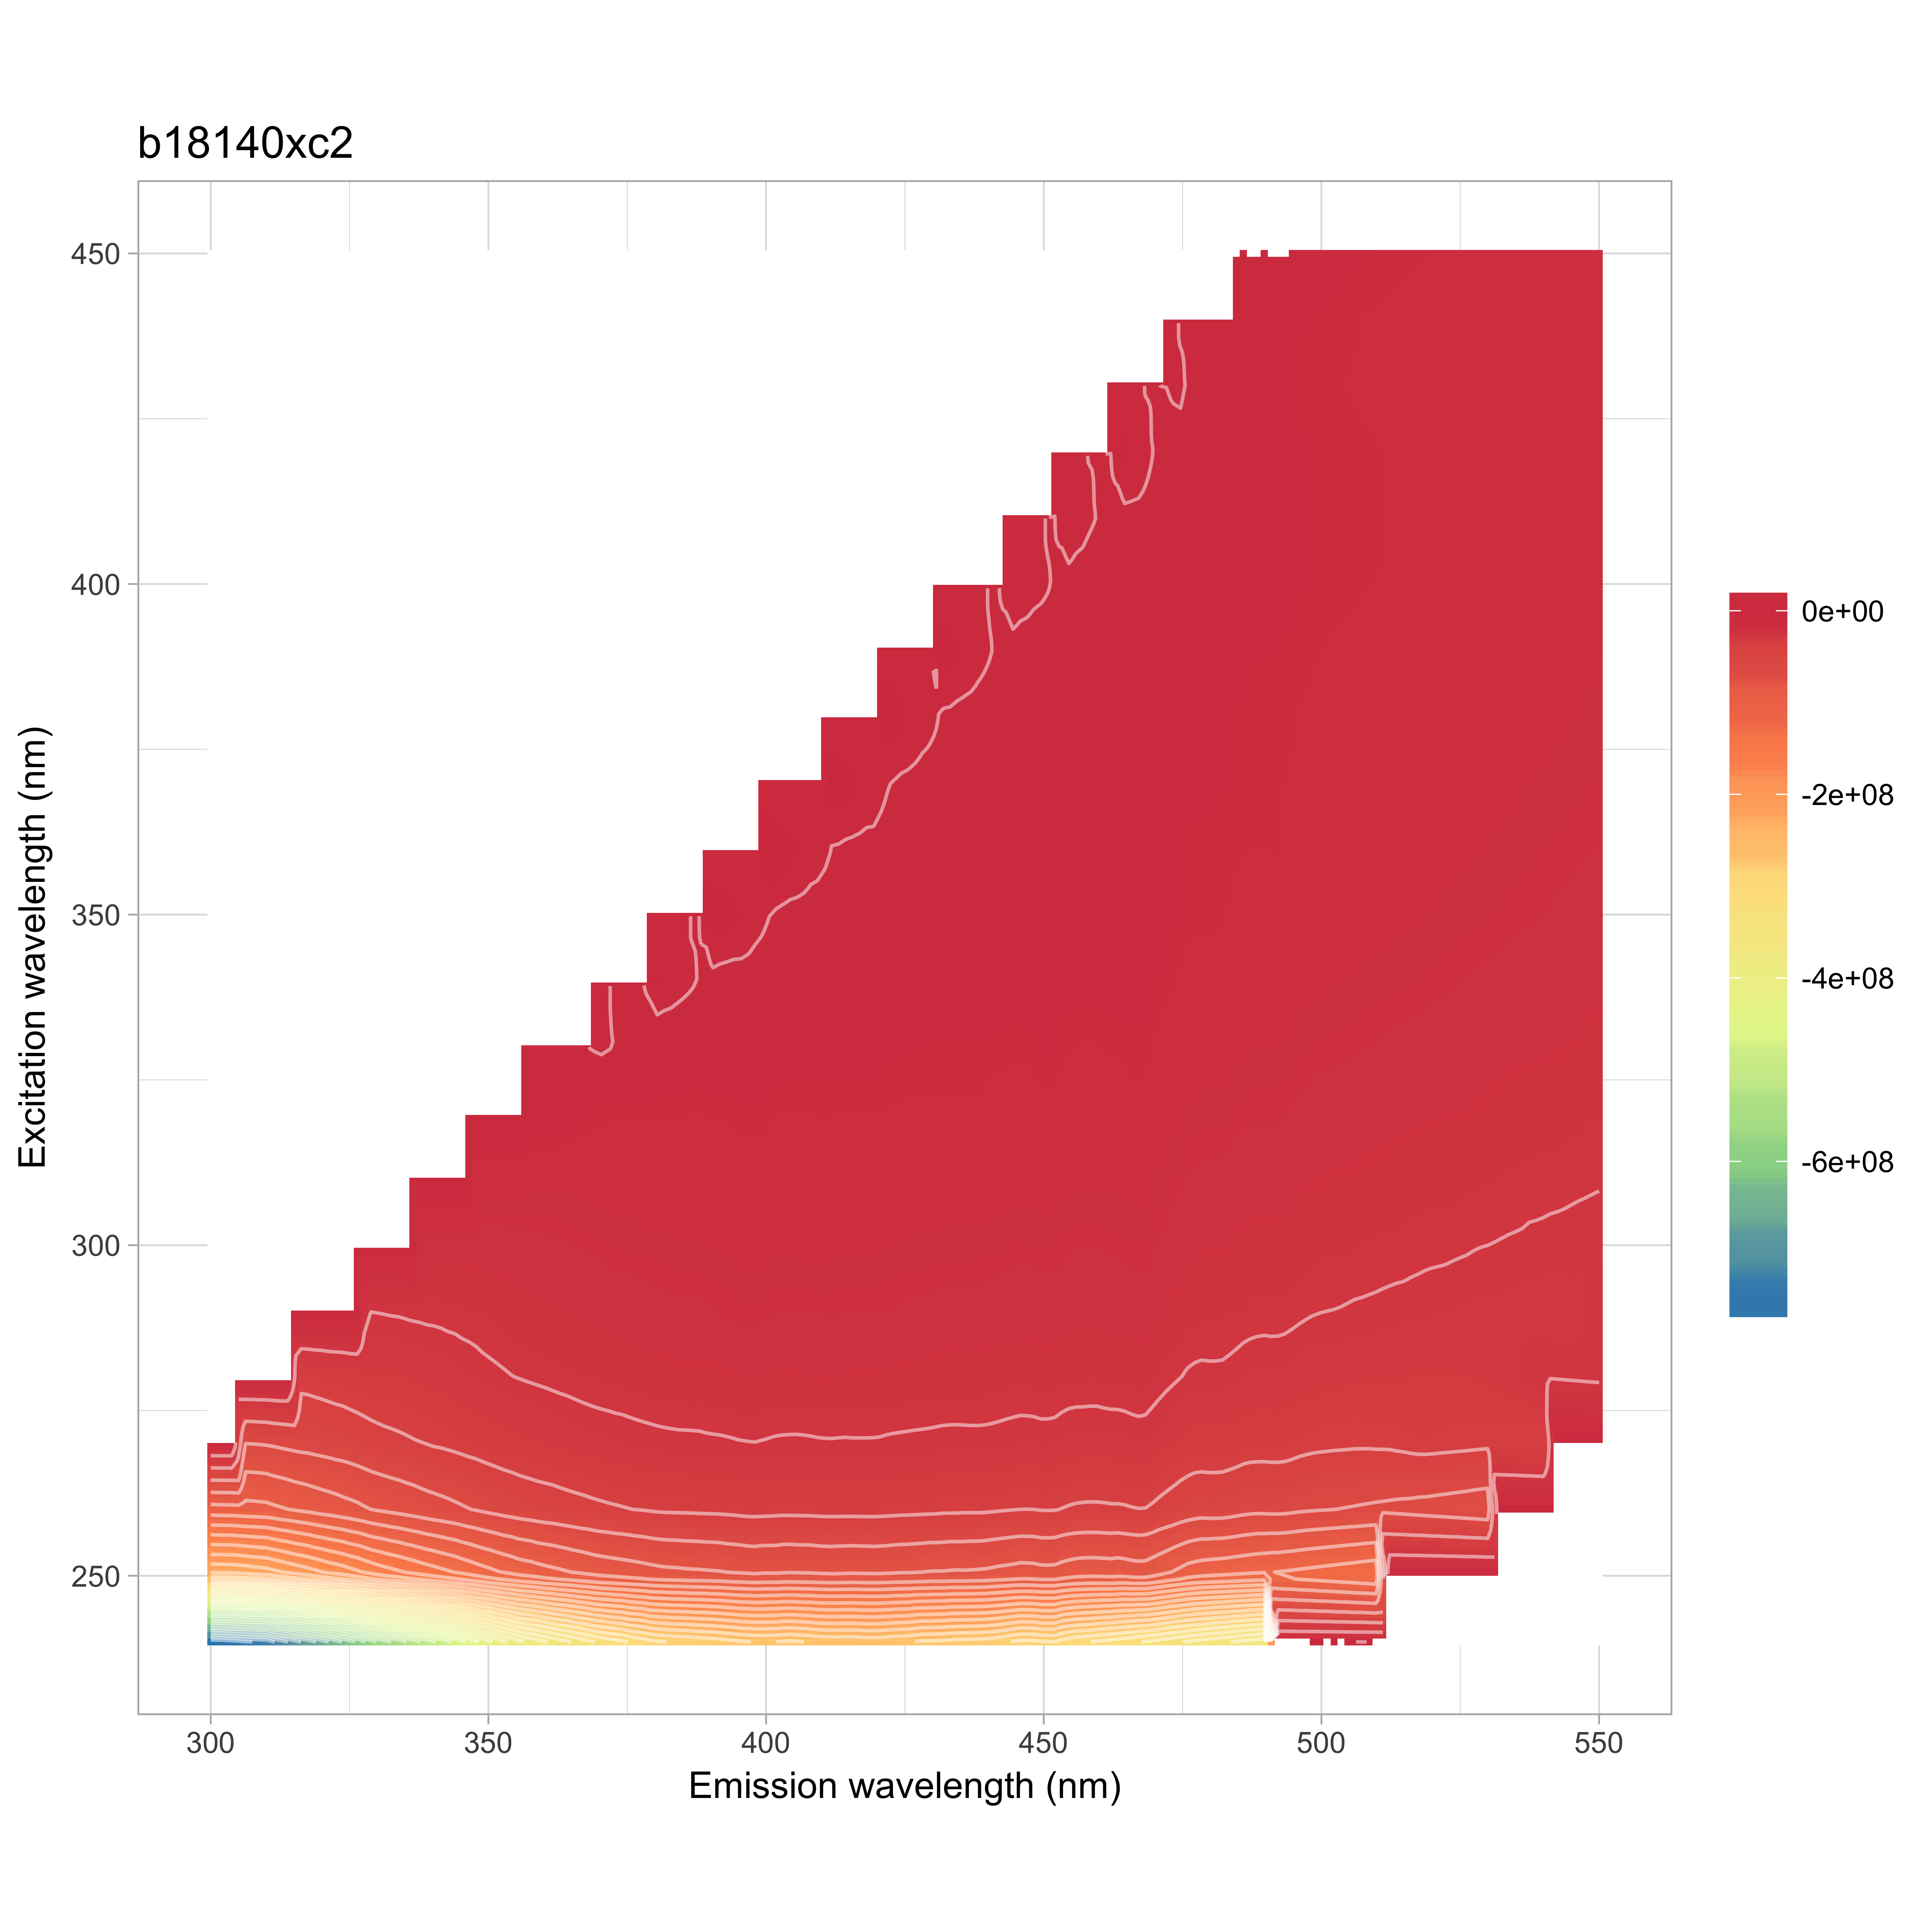 b18140xc2
450
400
350
300
250
Excitation wavelength (nm)
300 350 400 450 500 550
Emission wavelength (nm)
0e+00
-2e+08
-4e+08
-6e+08